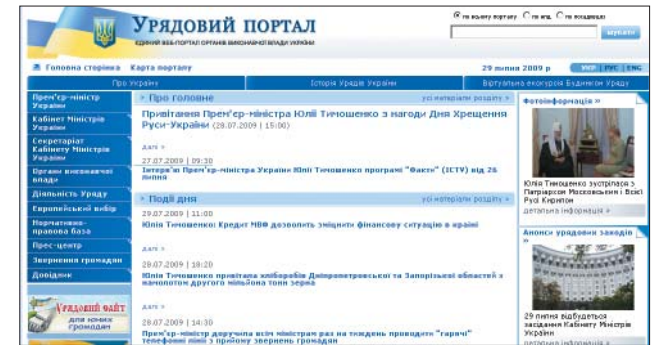 УРЯДОВИЙ ПОРТАЛ
ЄДИНИЙ ВЕБ-ПОРТАЛ ОРГАНІВ ВИКОНАВЧОЇ ВЛАДИ УКРАЇНИ
по всьому порталу
шукати
Головна сторінка Карта порталу
29 липня 2009 р УКР | РУС | ENG
Про Україну Історія Урядів України Віртуальна екскурсія Будинком Уряду
Прем'єр-міністр України
Кабінет Міністрів України
Секретаріат Кабінету Міністрів України
Органи виконавчої влади
Діяльність Уряду
Європейський вибір
Нормативно-правова база
Прес-центр
Звернення громадян
Довідник
Урядовий сайт
для юних громадян
» Про головне усі матеріали розділу »
Привітання Прем'єр-міністра Юлії Тимошенко з нагоди Дня Хрещення
Руси-України (28.07.2009 | 15:00)
далі »
27.07.2009 | 09:30
Інтерв'ю Прем'єр-міністра України Юлії Тимошенко програмі "Факти" (ICTV) від 26
липня
» Події дня усі матеріали розділу »
29.07.2009 | 11:00
Юлія Тимошенко: Кредит МВФ дозволить зміцнити фінансову ситуацію в країні
далі »
28.07.2009 | 18:20
Юлія Тимошенко привітала хліборобів Дніпропетровської та Запорізької областей з
намолотом другого мільйона тонн зерна
далі »
28.07.2009 | 14:30
Прем'єр-міністр доручила всім міністрам раз на тиждень проводити "гарячі"
телефонні лінії з прийому звернень громадян
Фотоінформація »
Юлія Тимошенко зустрілася з
Патріархом Московським і Всієї
Русі Кирилом
детальна інформація »
Анонси урядових заходів
»
29 липня відбудеться
засідання Кабінету Міністрів
України
детальна інформація »